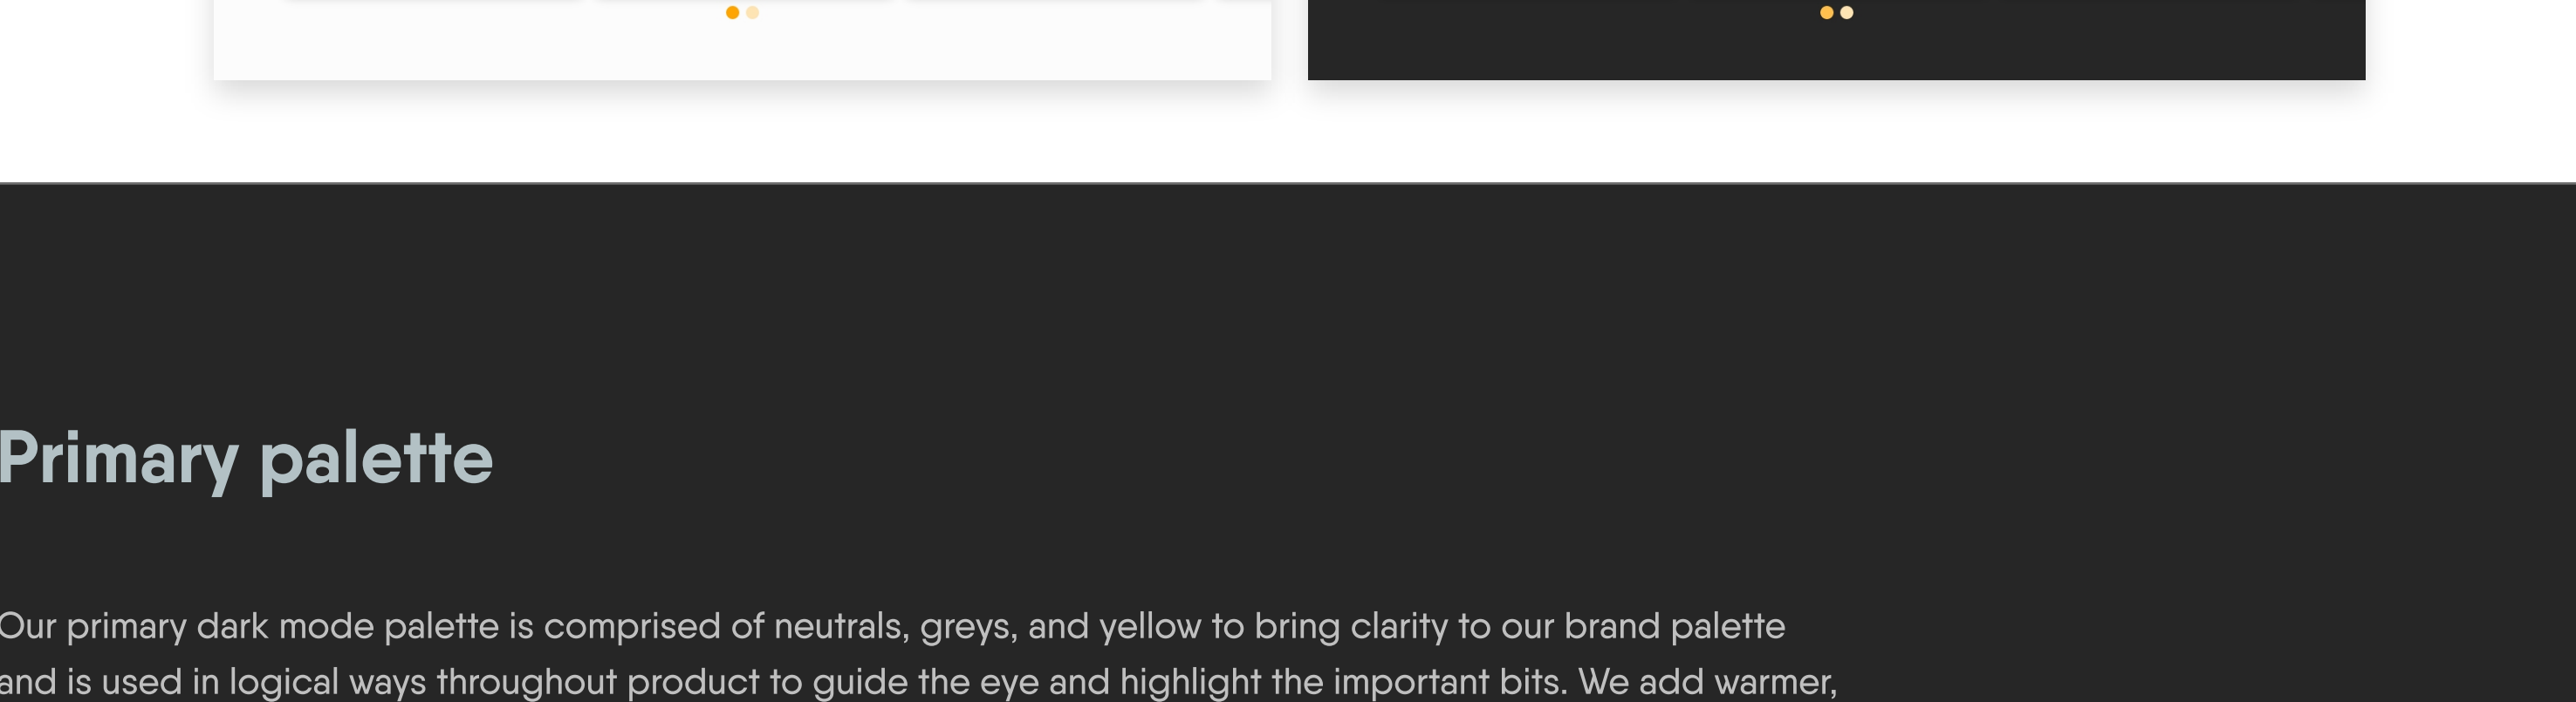 Primary palette
Our primary dark mode palette is comprised of neutrals, greys, and yellow to bring clarity to our brand palette
and is used in logical ways throughout product to guide the eye and highlight the important bits. We add warmer,